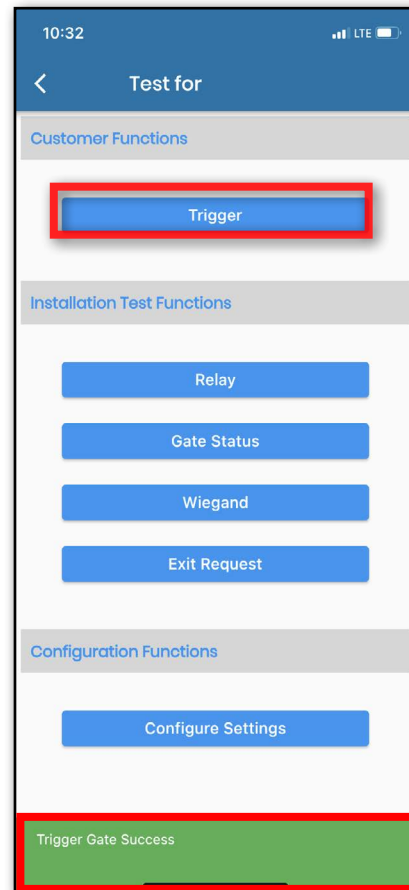 10:32
LTE
Test for
Customer Functions
Trigger
Installation Test Functions
Relay
Gate Status
Wiegand
Exit Request
Configuration Functions
Configure Settings
Trigger Gate Success